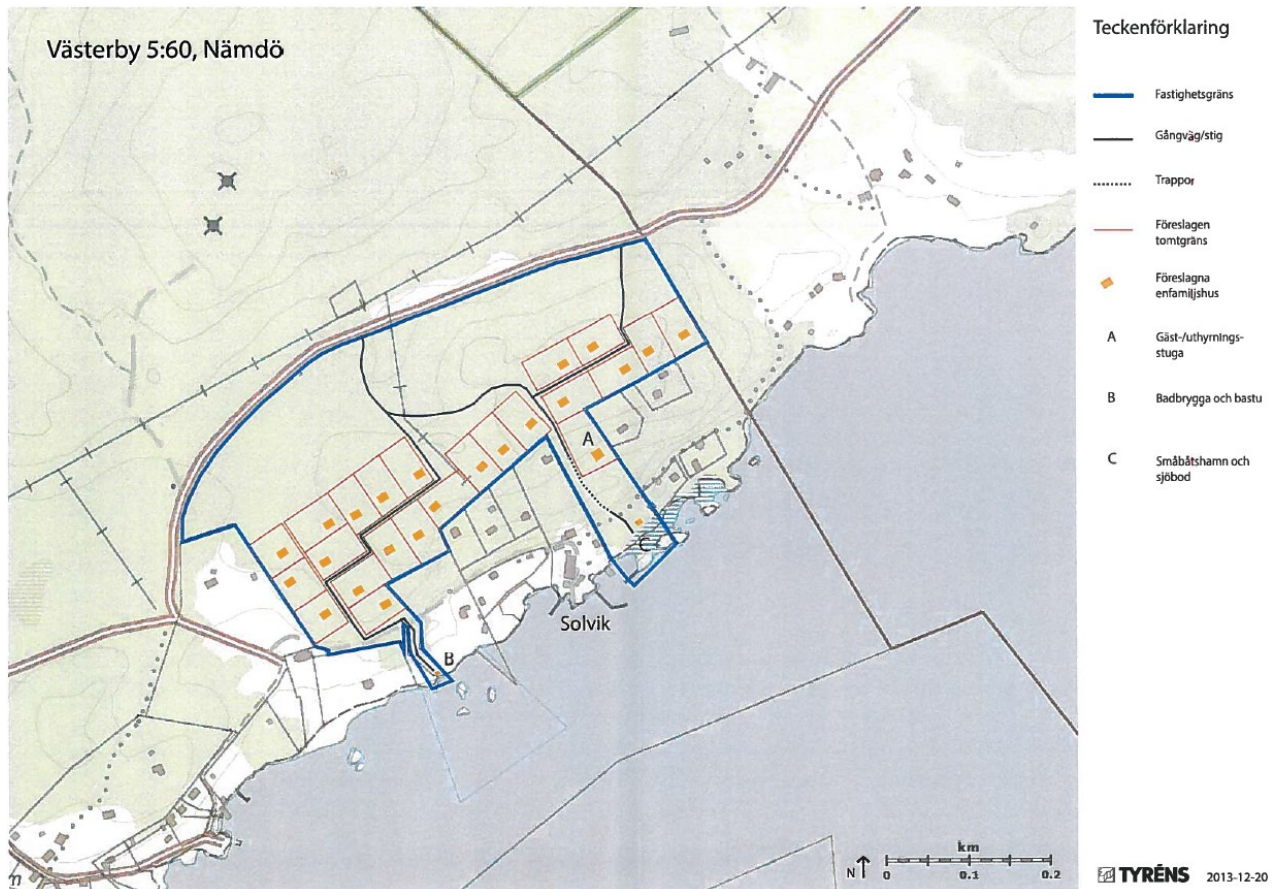 Västerby 5:60, Nämdö
A
B
C
Solvik
m
km
N
0
0.1
0.2
Teckenförklaring
Fastighetsgräns
Gångväg/stig
Trappor
Föreslagen
tomtgräns
Föreslagna
enfamiljshus
A
Gäst-/uthyrnings-
stuga
B
Badbrygga och bastu
C
Småbåtshamn och
sjöbod
TYRÉNS 2013-12-20